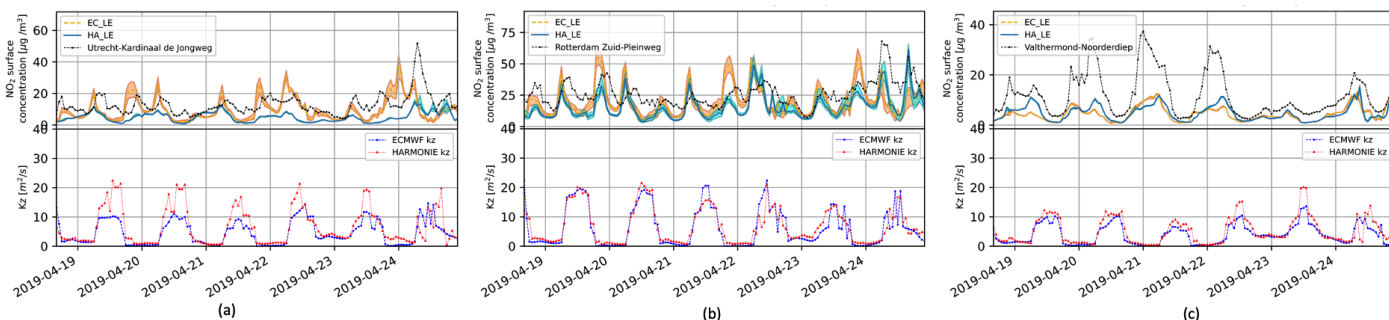 EC_LE
HA_LE
Utrecht-Kardinaal de Jongweg
NO₂ surface
concentration [μg /m³]
60
40
20
0
ECMWF kz
HARMONIE kz
Kz [m²/s]
40
30
20
10
0
2019-04-19
2019-04-20
2019-04-21
2019-04-22
2019-04-23
2019-04-24
(a)
EC_LE
HA_LE
Rotterdam Zuid-Pleinweg
NO₂ surface
concentration [μg /m³]
75
50
25
0
ECMWF kz
HARMONIE kz
Kz [m²/s]
40
30
20
10
0
2019-04-19
2019-04-20
2019-04-21
2019-04-22
2019-04-23
2019-04-24
(b)
EC_LE
HA_LE
Valthermond-Noorderdiep
NO₂ surface
concentration [μg /m³]
40
20
0
ECMWF kz
HARMONIE kz
Kz [m²/s]
40
30
20
10
0
2019-04-19
2019-04-20
2019-04-21
2019-04-22
2019-04-23
2019-04-24
(c)